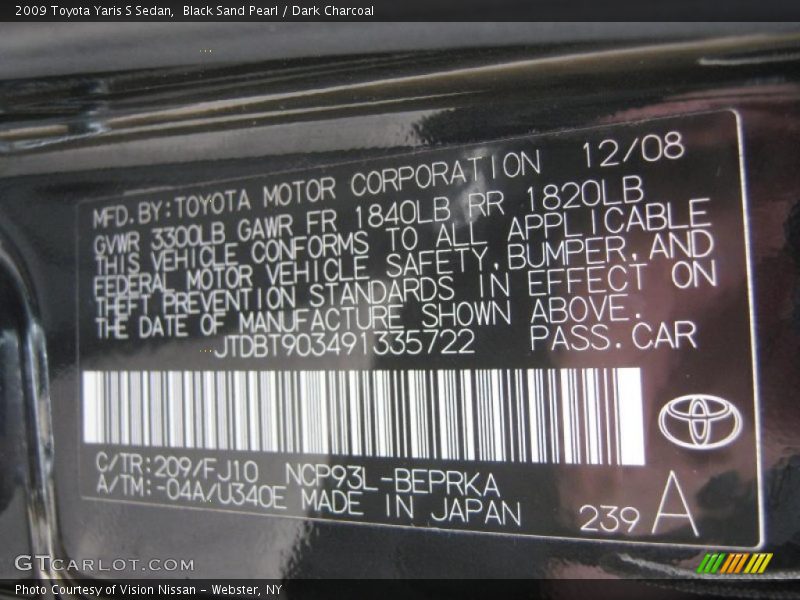 2009 Toyota Yaris S Sedan, Black Sand Pearl / Dark Charcoal
MFD.BY:TOYOTA MOTOR CORPORATION 12/08
GVWR 3300LB GAWR FR 1840LB RR 1820LB
THIS VEHICLE CONFORMS TO ALL APPLICABLE
FEDERAL MOTOR VEHICLE SAFETY,BUMPER,AND
THEFT PREVENTION STANDARDS IN EFFECT ON
THE DATE OF MANUFACTURE SHOWN ABOVE.
JTDBT903491335722 PASS.CAR
C/TR:209/FJ10 NCP93L-BEPRKA
A/TM:-04A/U340E MADE IN JAPAN
239 A
GTCARLOT.COM
Photo Courtesy of Vision Nissan - Webster, NY